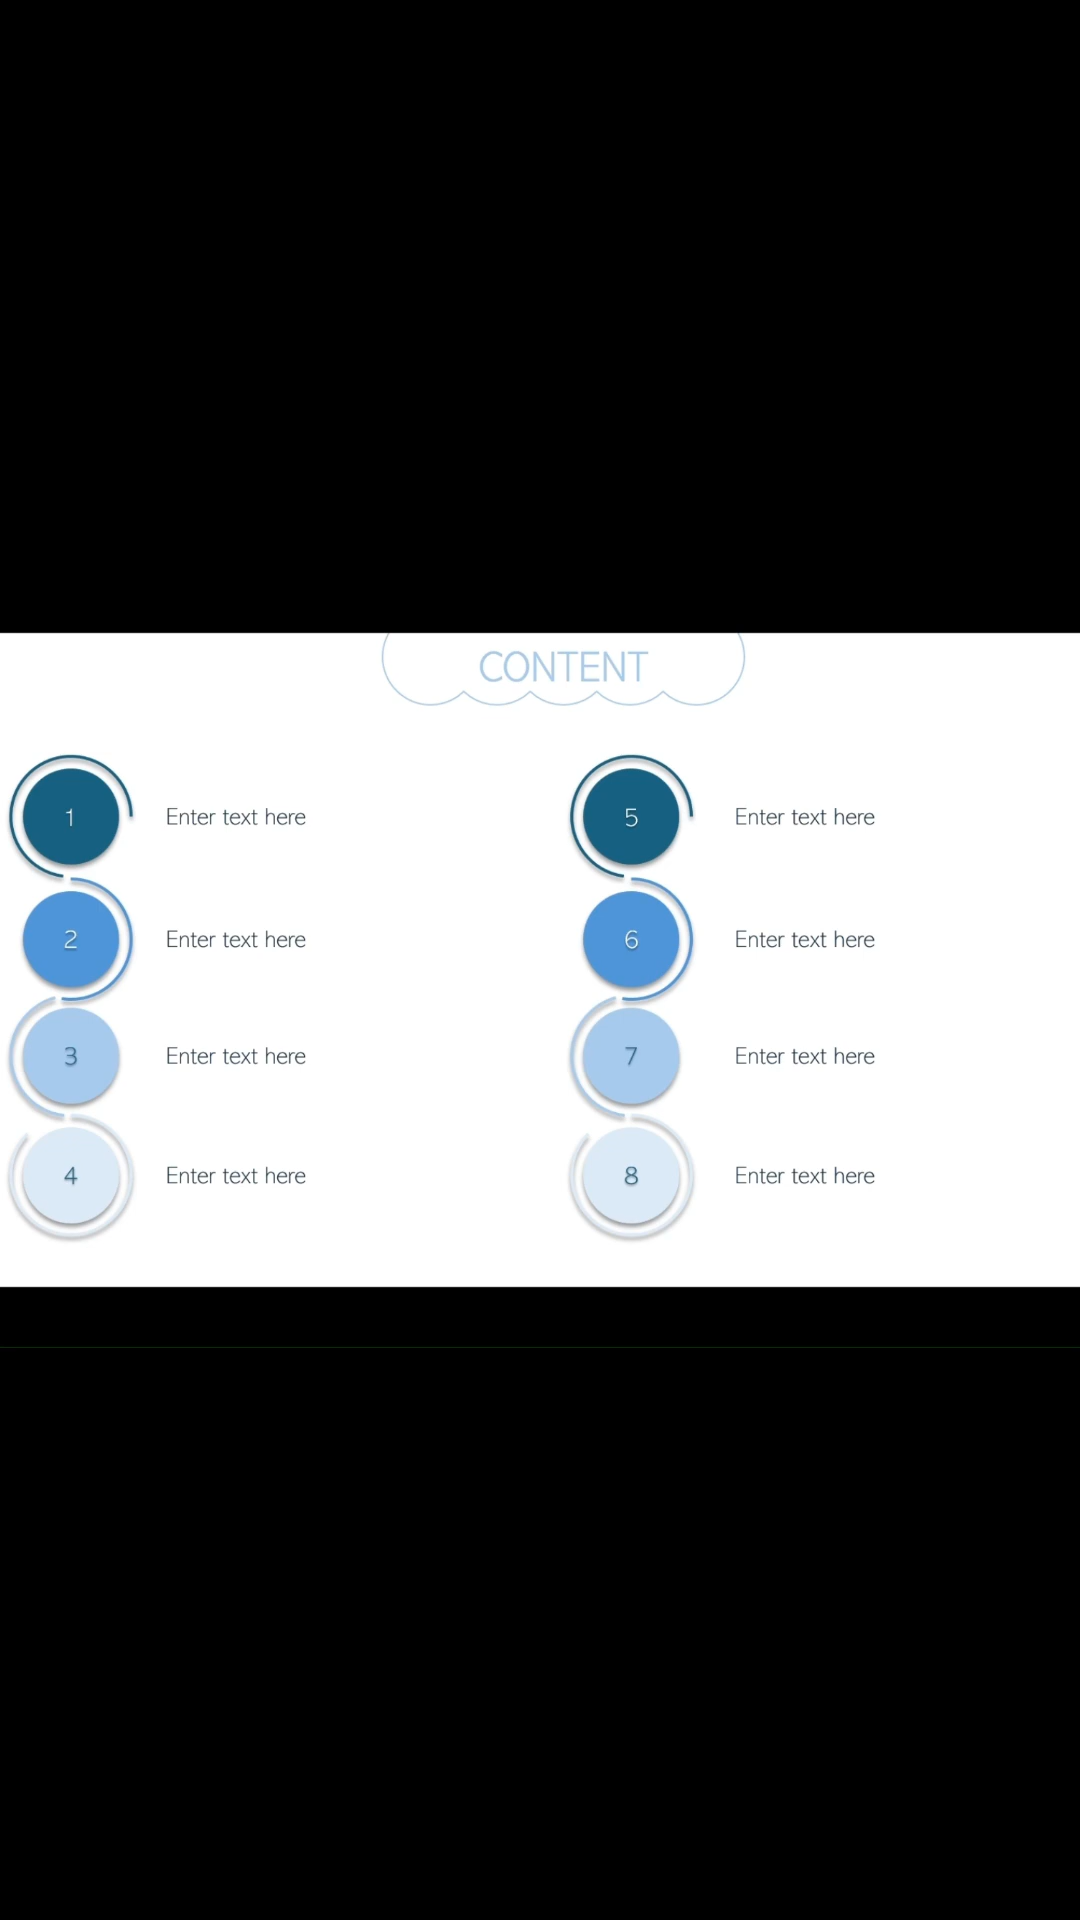 CONTENT
1 Enter text here
2 Enter text here
3 Enter text here
4 Enter text here
5 Enter text here
6 Enter text here
7 Enter text here
8 Enter text here